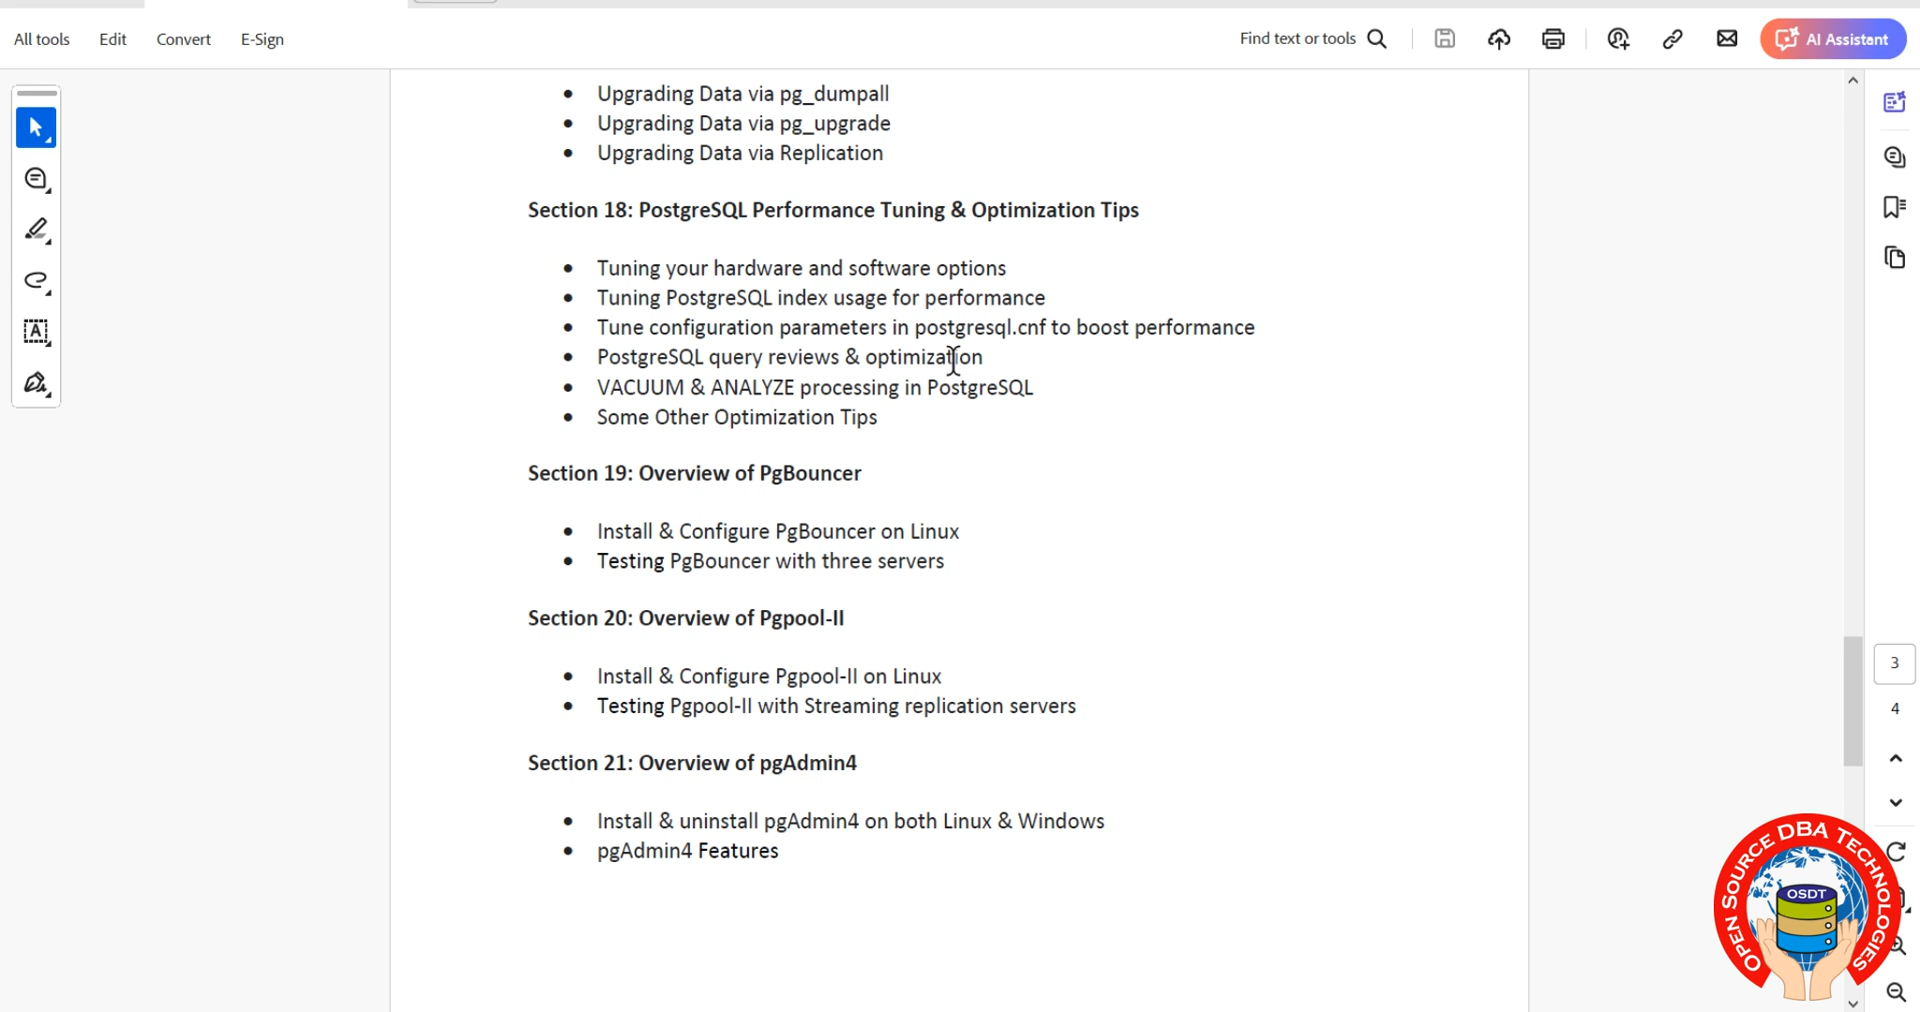 All tools
Edit
Convert
E-Sign
Find text or tools
AI Assistant
• Upgrading Data via pg_dumpall
• Upgrading Data via pg_upgrade
• Upgrading Data via Replication
Section 18: PostgreSQL Performance Tuning & Optimization Tips
• Tuning your hardware and software options
• Tuning PostgreSQL index usage for performance
• Tune configuration parameters in postgresql.cnf to boost performance
• PostgreSQL query reviews & optimization
• VACUUM & ANALYZE processing in PostgreSQL
• Some Other Optimization Tips
Section 19: Overview of PgBouncer
• Install & Configure PgBouncer on Linux
• Testing PgBouncer with three servers
Section 20: Overview of Pgpool-II
• Install & Configure Pgpool-II on Linux
• Testing Pgpool-II with Streaming replication servers
Section 21: Overview of pgAdmin4
• Install & uninstall pgAdmin4 on both Linux & Windows
• pgAdmin4 Features
3
4
OPEN SOURCE DBA TECHNOLOGIES
OSDT